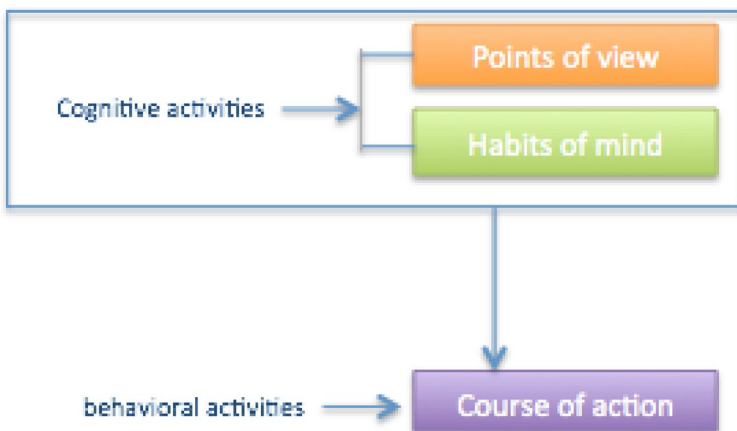 Points of view
Cognitive activities
Habits of mind
behavioral activities
Course of action